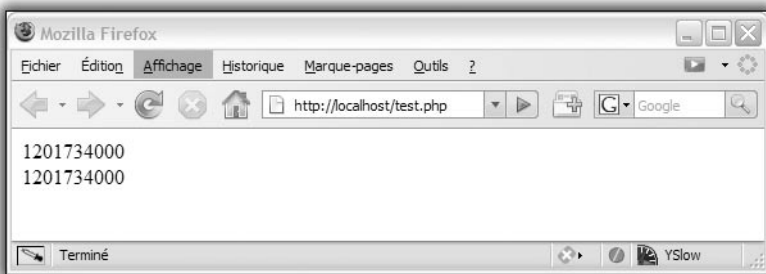 Mozilla Firefox
Fichier Édition Affichage Historique Marque-pages Outils ?
http://localhost/test.php G Google
1201734000
1201734000
Terminé YSlow